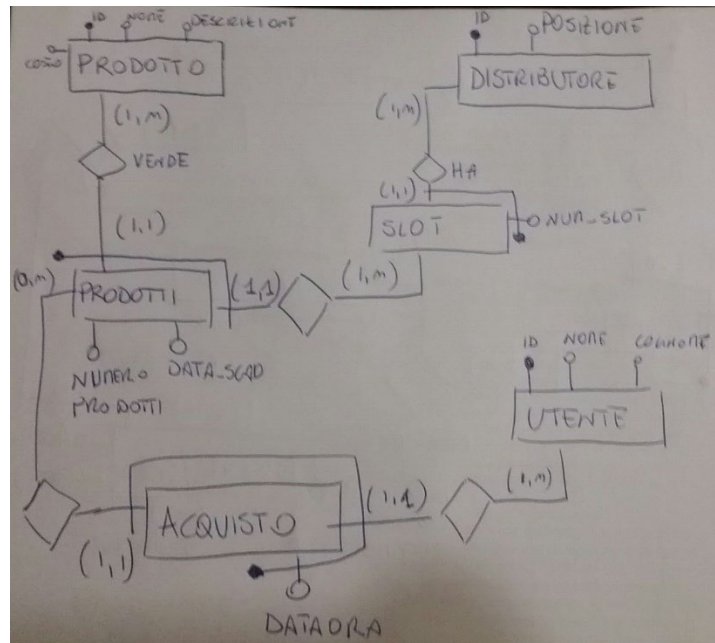 ID NOME DESCRIZIONE
COSTO
PRODOTTO
ID POSIZIONE
DISTRIBUTORE
(1,M)
(1,M)
VENDE
HA
(1,1)
SLOT
NUM_SLOT
(1,1)
(0,M)
PRODOTTI
(1,1)
(1,M)
NUMERO
PRODOTTI
DATA_SCAD
ID NOME COGNOME
UTENTE
ACQUISTO
(1,1)
(1,M)
(1,1)
DATAORA